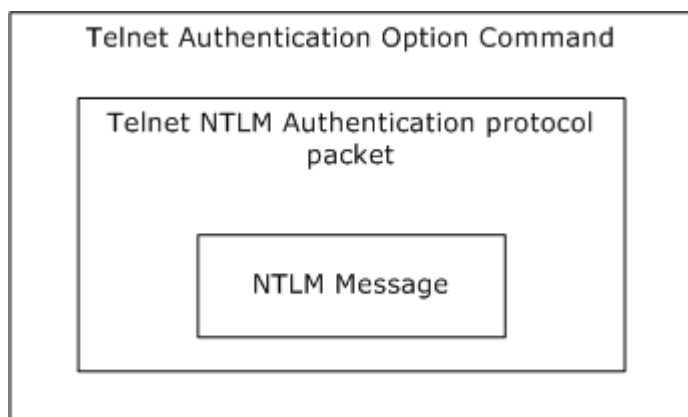 Telnet Authentication Option Command
Telnet NTLM Authentication protocol
packet
NTLM Message